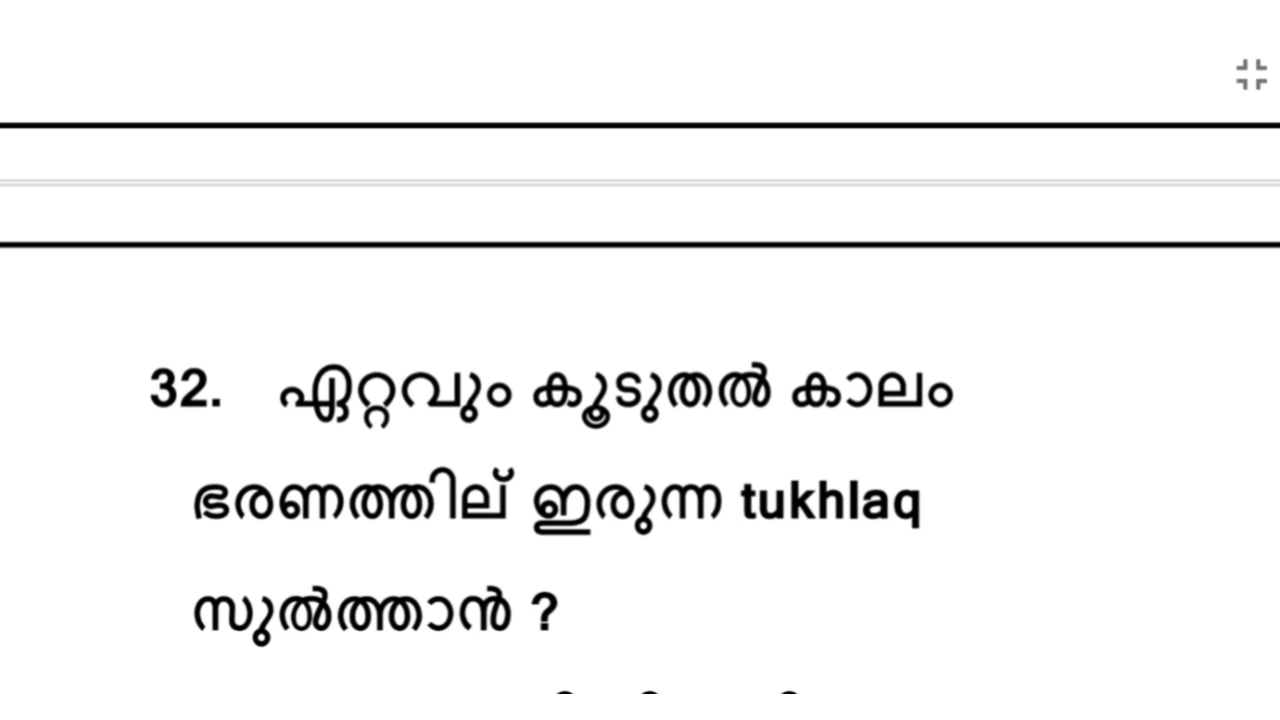 32. ഏറ്റവും കൂടുതൽ കാലം
ഭരണത്തില് ഇരുന്ന tukhlaq
സുൽത്താൻ ?